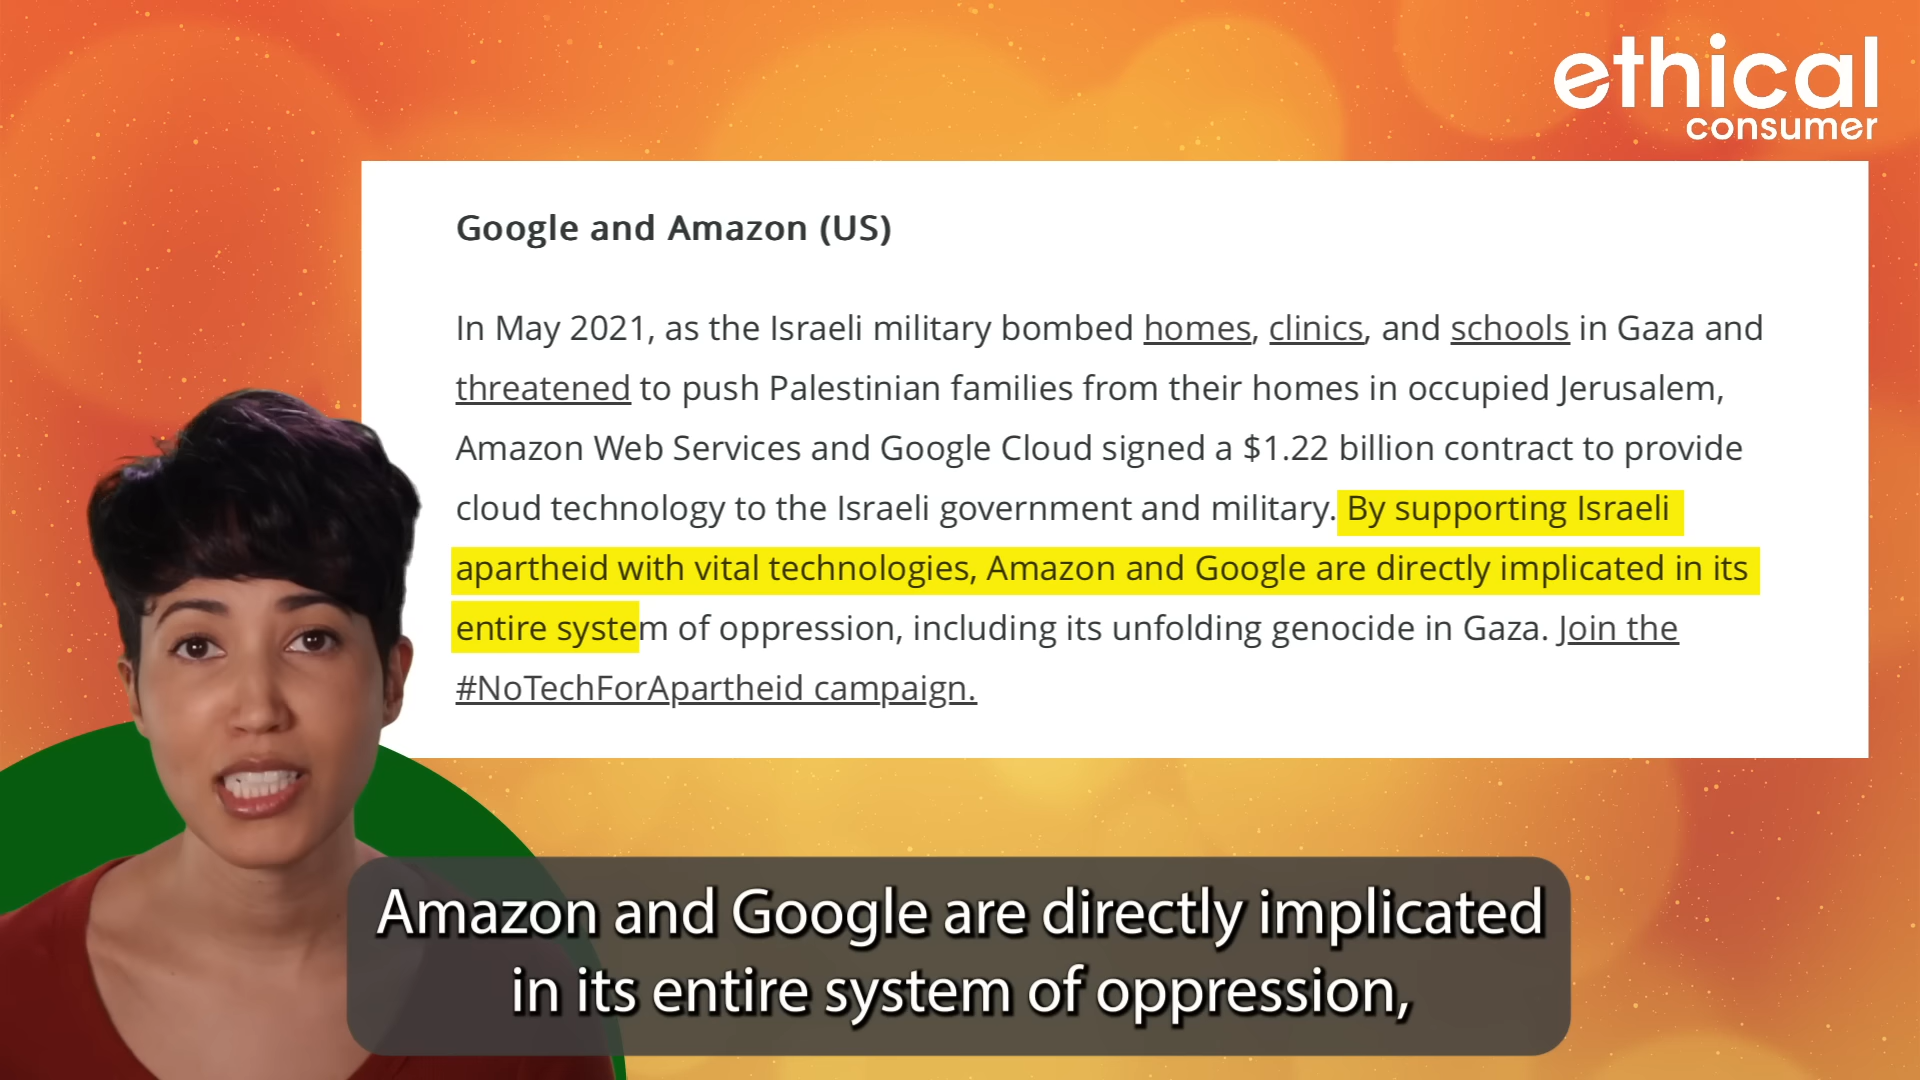 ethical
consumer
Google and Amazon (US)
In May 2021, as the Israeli military bombed homes, clinics, and schools in Gaza and
threatened to push Palestinian families from their homes in occupied Jerusalem,
Amazon Web Services and Google Cloud signed a $1.22 billion contract to provide
cloud technology to the Israeli government and military. By supporting Israeli
apartheid with vital technologies, Amazon and Google are directly implicated in its
entire system of oppression, including its unfolding genocide in Gaza. Join the
#NoTechForApartheid campaign.
Amazon and Google are directly implicated
in its entire system of oppression,